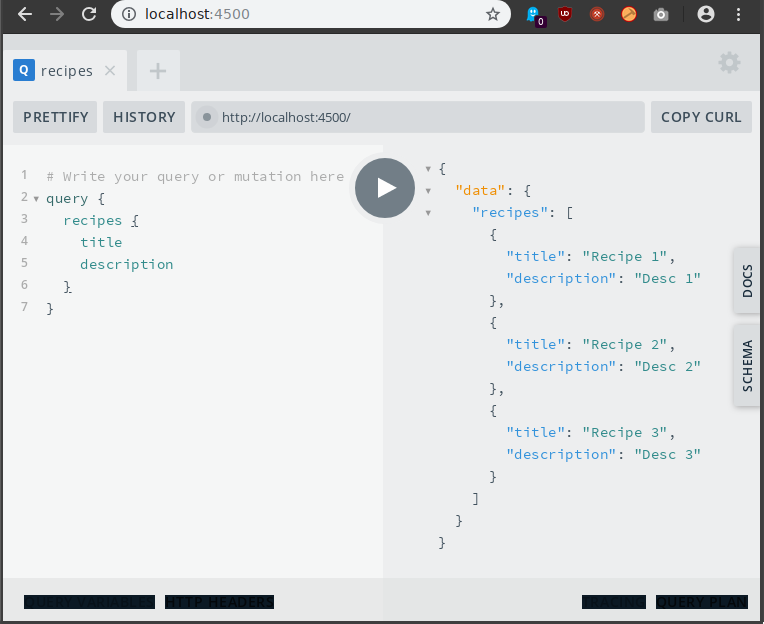 localhost:4500
0
UD
Q recipes
PRETTIFY HISTORY http://localhost:4500/ COPY CURL
1 # Write your query or mutation here
2 query {
3 recipes {
4 title
5 description
6 }
7 }
{
"data": {
"recipes": [
{
"title": "Recipe 1",
"description": "Desc 1"
},
{
"title": "Recipe 2",
"description": "Desc 2"
},
{
"title": "Recipe 3",
"description": "Desc 3"
}
]
}
}
DOCS
SCHEMA
QUERY VARIABLES HTTP HEADERS TRACING QUERY PLAN